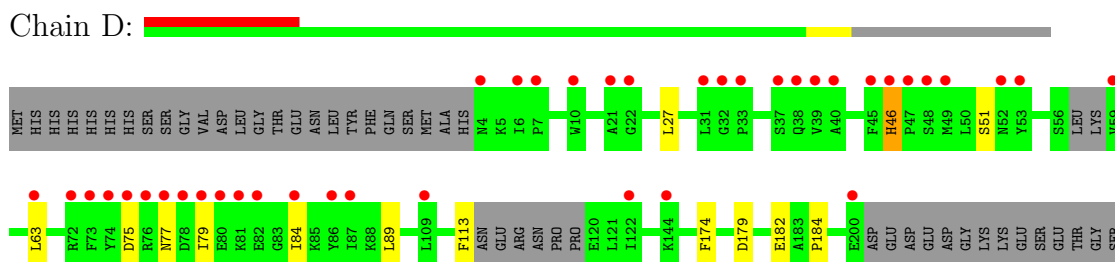 Chain D:
MET HIS HIS HIS HIS HIS HIS SER SER GLY VAL ASP LEU GLY THR GLU ASN LEU TYR PHE GLN SER MET ALA HIS N4 K5 I6 P7 W10 A21 G22 L27 L31 G32 P33 S37 Q38 V39 A40 F45 H46 P47 S48 M49 L50 S51 N52 Y53 S56 LEU LYS V59
L63 R72 F73 Y74 D75 R76 N77 D78 I79 E80 K81 E82 G83 I84 K85 Y86 I87 K88 L89 L109 F113 ASN GLU ARG ASN PRO PRO E120 L121 I122 K144 F174 D179 E182 A183 P184 E200 ASP GLU ASP GLU ASP GLY LYS LYS GLU SER GLU THR GLY SER